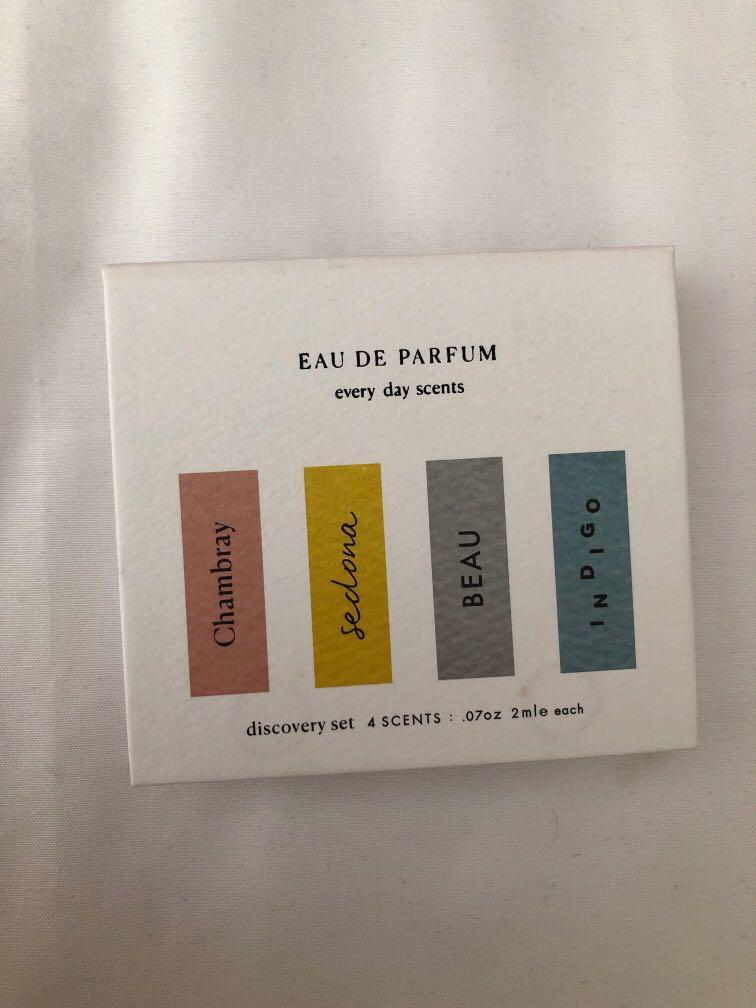 EAU DE PARFUM
every day scents
Chambray
sedona
BEAU
INDIGO
discovery set 4 SCENTS : .07oz 2mle each